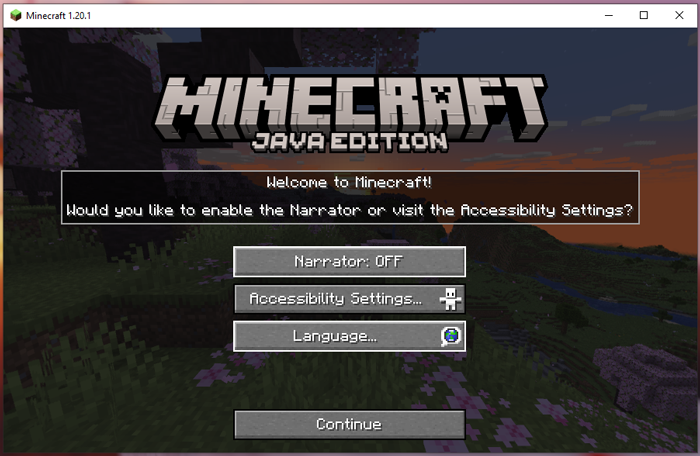 Minecraft 1.20.1
MINECRAFT
JAVA EDITION
Welcome to Minecraft!
Would you like to enable the Narrator or visit the Accessibility Settings?
Narrator: OFF
Accessibility Settings...
Language...
Continue